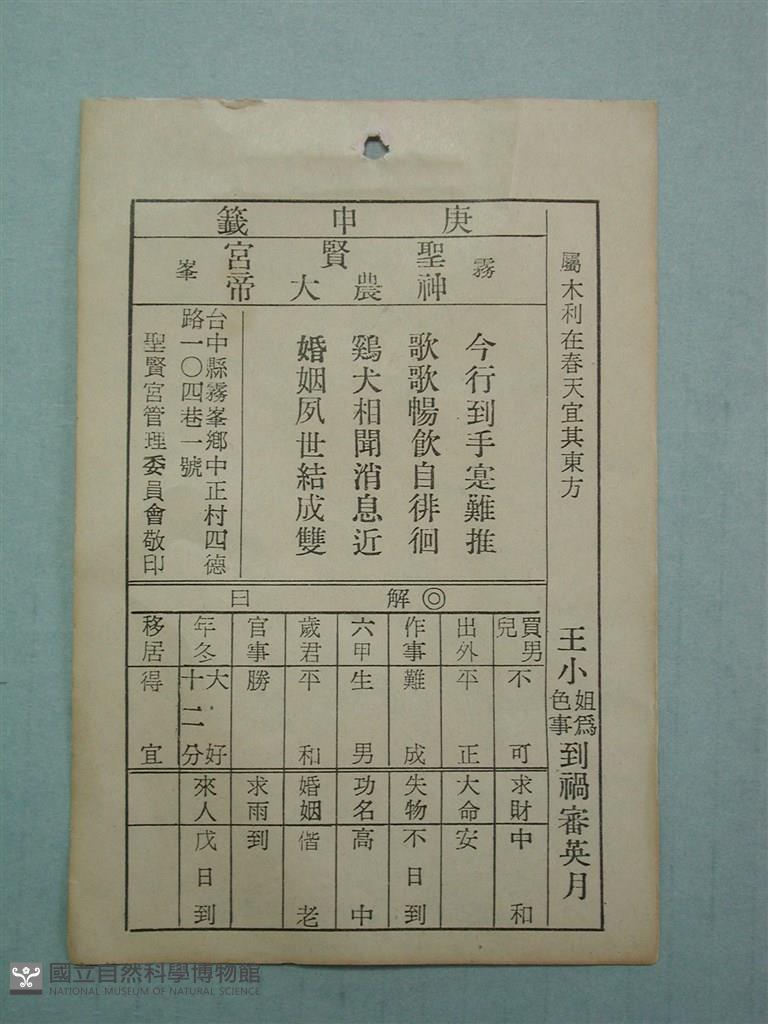 屬木利在春天宜其東方
王小姐為色事到禍審英月
庚申籤
霧峯
聖賢宮
神農大帝
今行到手寔難推
歌歌暢飲自徘徊
鷄犬相聞消息近
婚姻夙世結成雙
台中縣霧峯鄉中正村四德
路一〇四巷一號
聖賢宮管理委員會敬印
◎解曰
買男兒 不可
出外 平正
作事 難成
六甲 生男
歲君 平和
官事 勝
年冬 大好十二分
移居 得宜
求財 中和
大命 安
失物 不日到
功名 高中
婚姻 偕老
求雨 到
來人 戊日到
國立自然科學博物館
NATIONAL MUSEUM OF NATURAL SCIENCE